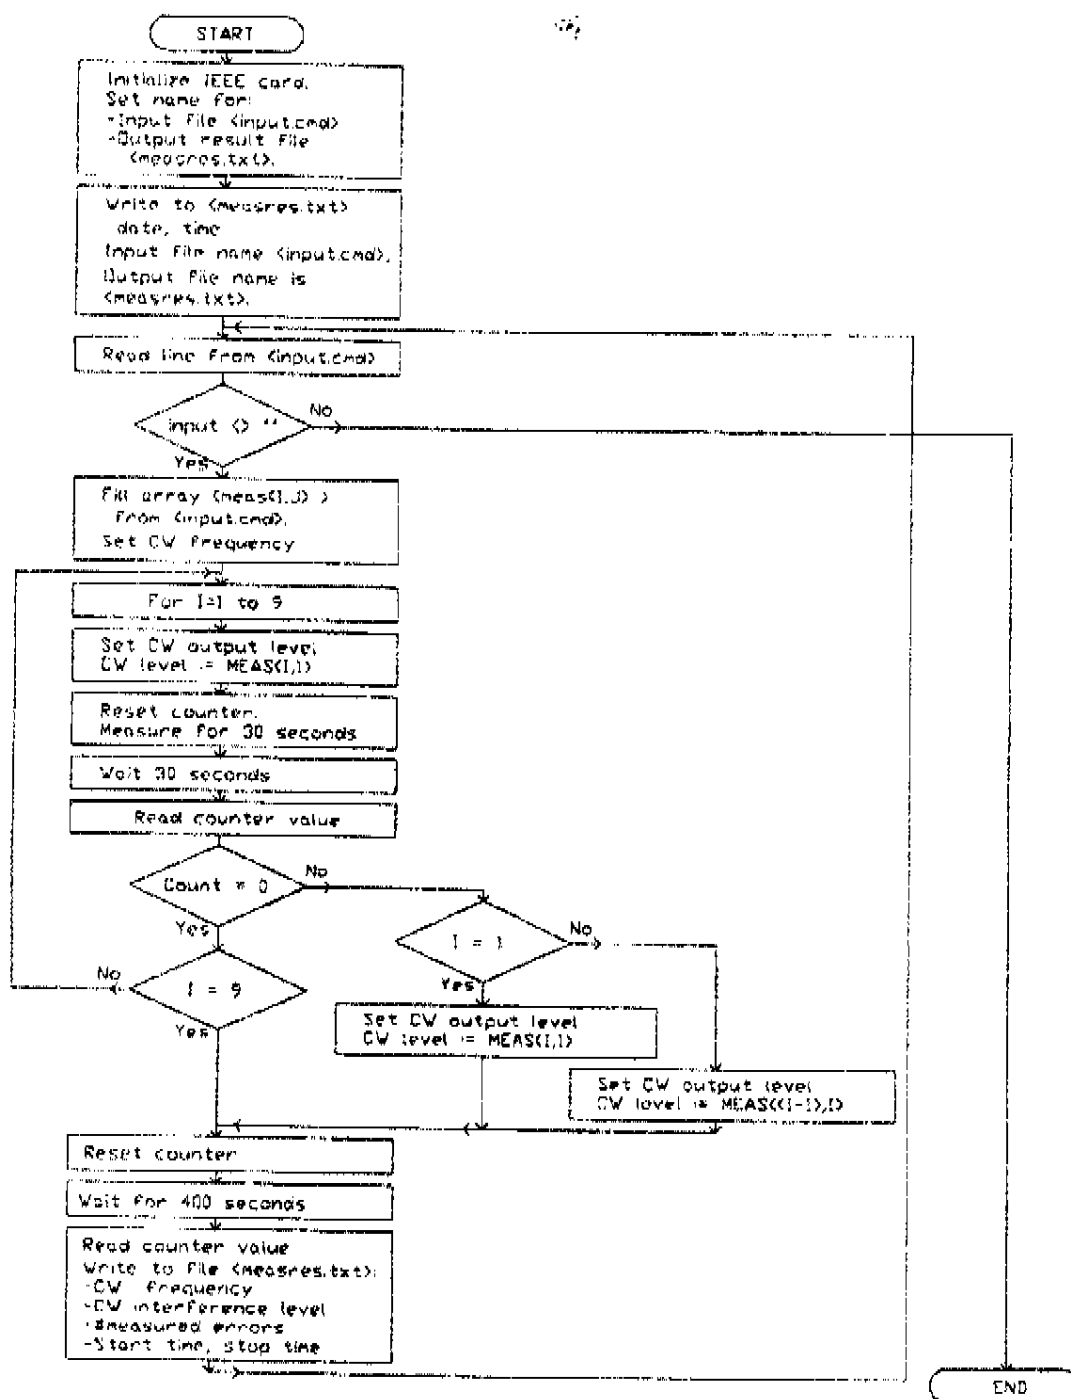 START
Initialize IEEE card.
Set name for:
-Input file <input.cmd>
-Output result file
<measres.txt>.
Write to <measres.txt>
date, time
Input file name <input.cmd>.
Output file name is
<measres.txt>.
Read line from <input.cmd>
input <> ''
No
Yes
Fill array <meas(I,J) >
from <input.cmd>.
Set CW frequency
For I=1 to 9
Set CW output level
CW level := MEAS(I,1)
Reset counter.
Measure for 30 seconds
Wait 30 seconds
Read counter value
Count = 0
No
Yes
I = 1
No
Yes
No
I = 9
Yes
Set CW output level
CW level := MEAS(I,1)
Set CW output level
CW level := MEAS((I-1),1)
Reset counter
Wait for 400 seconds
Read counter value
Write to file <measres.txt>:
-CW frequency
-CW interference level
-#measured errors
-Start time, stop time
END